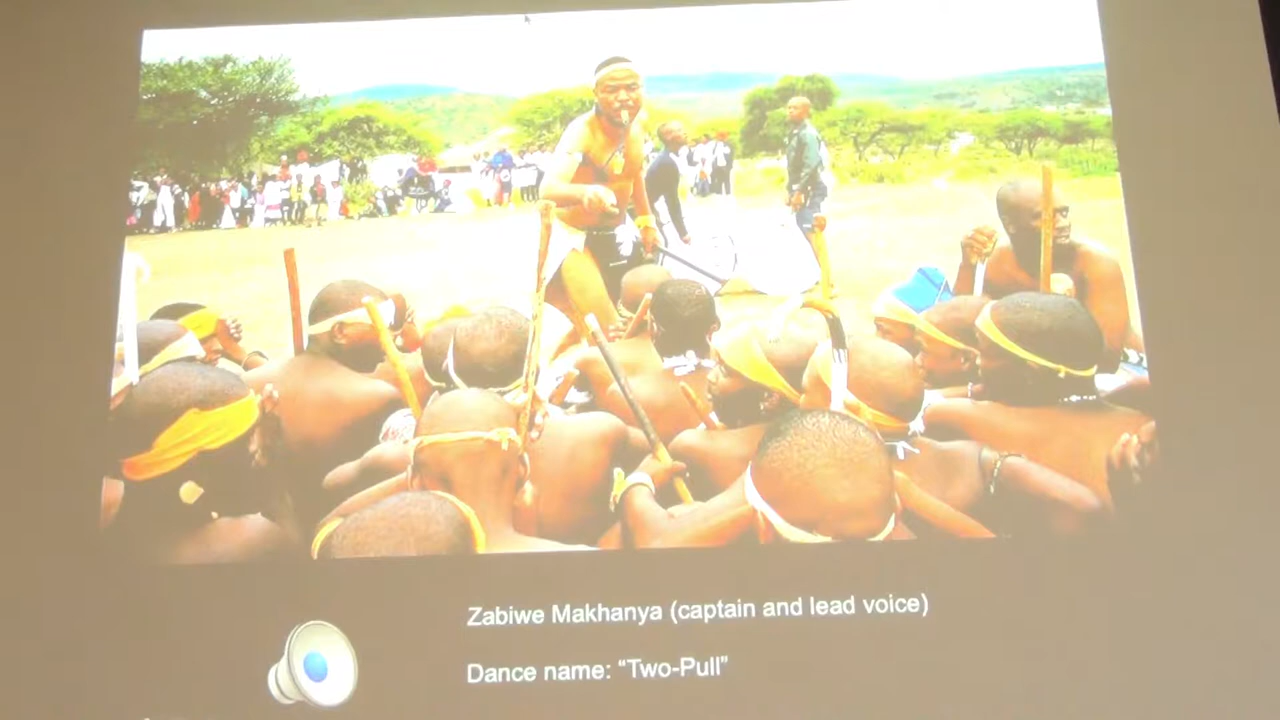 Zabiwe Makhanya (captain and lead voice)
Dance name: “Two-Pull”